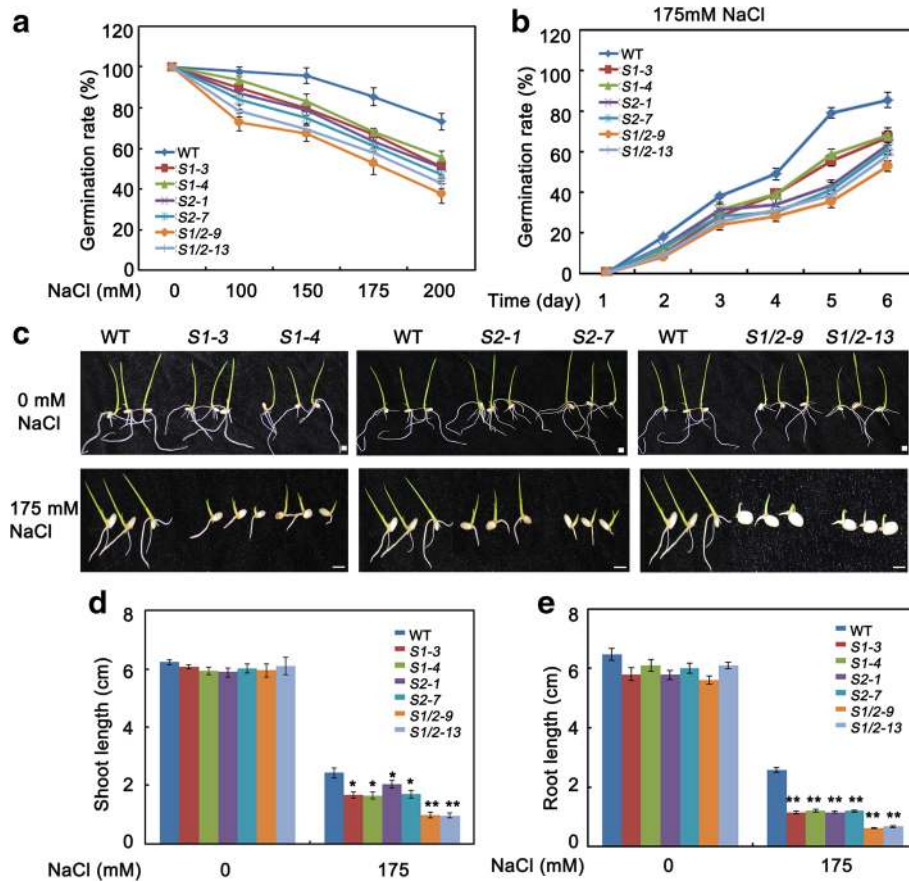 a
120
100
80
60
40
20
0
Germination rate (%)
WT
S1-3
S1-4
S2-1
S2-7
S1/2-9
S1/2-13
NaCl (mM) 0 100 150 175 200
b
175mM NaCl
120
100
80
60
40
20
0
Germination rate (%)
WT
S1-3
S1-4
S2-1
S2-7
S1/2-9
S1/2-13
Time (day) 1 2 3 4 5 6
c
WT S1-3 S1-4 WT S2-1 S2-7 WT S1/2-9 S1/2-13
0 mM
NaCl
175 mM
NaCl
d
8
6
4
2
0
Shoot length (cm)
WT
S1-3
S1-4
S2-1
S2-7
S1/2-9
S1/2-13
* * * * ** **
NaCl (mM) 0 175
e
8
6
4
2
0
Root length (cm)
WT
S1-3
S1-4
S2-1
S2-7
S1/2-9
S1/2-13
** ** ** ** ** **
NaCl (mM) 0 175